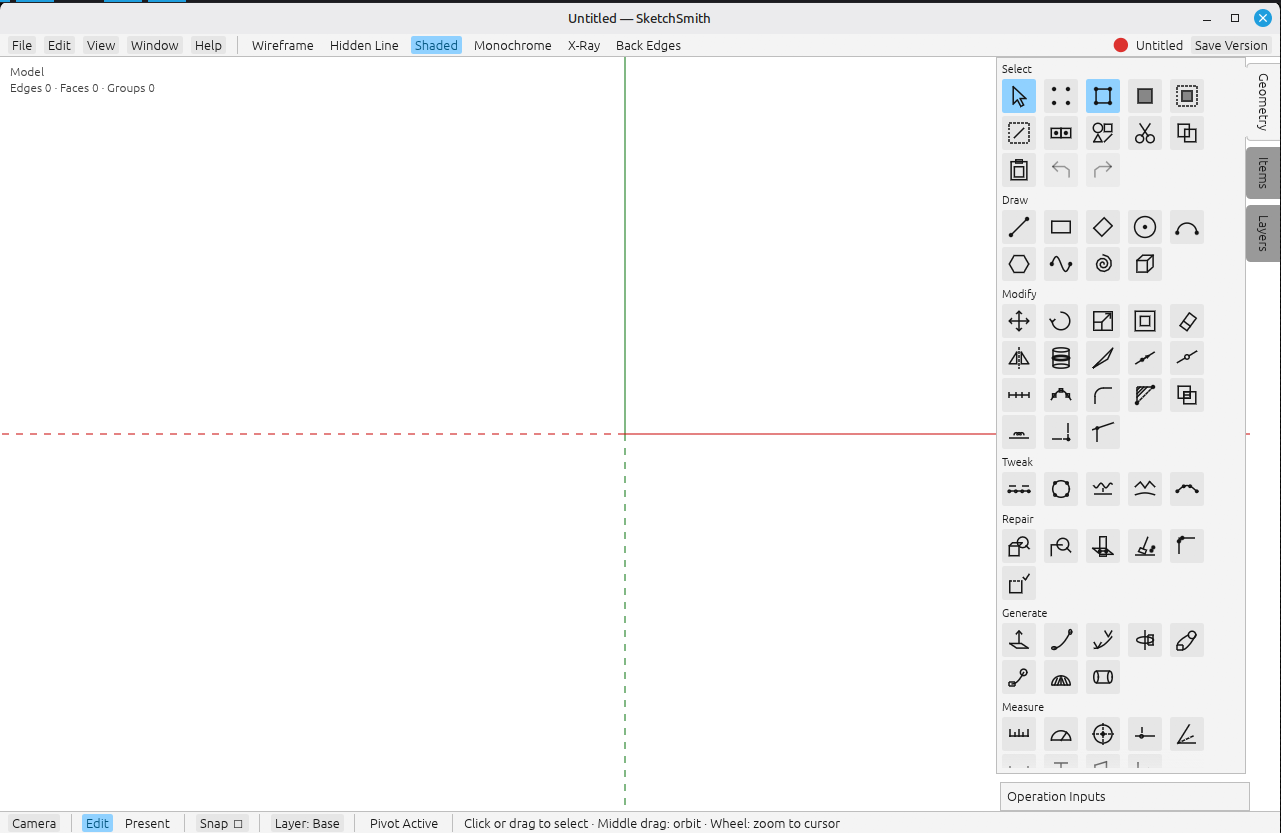 Untitled — SketchSmith
File Edit View Window Help Wireframe Hidden Line Shaded Monochrome X-Ray Back Edges Untitled Save Version
Model
Edges 0 · Faces 0 · Groups 0
Select
Geometry
Items
Layers
Draw
Modify
Tweak
Repair
Generate
Measure
Operation Inputs
Camera Edit Present Snap Layer: Base Pivot Active Click or drag to select · Middle drag: orbit · Wheel: zoom to cursor